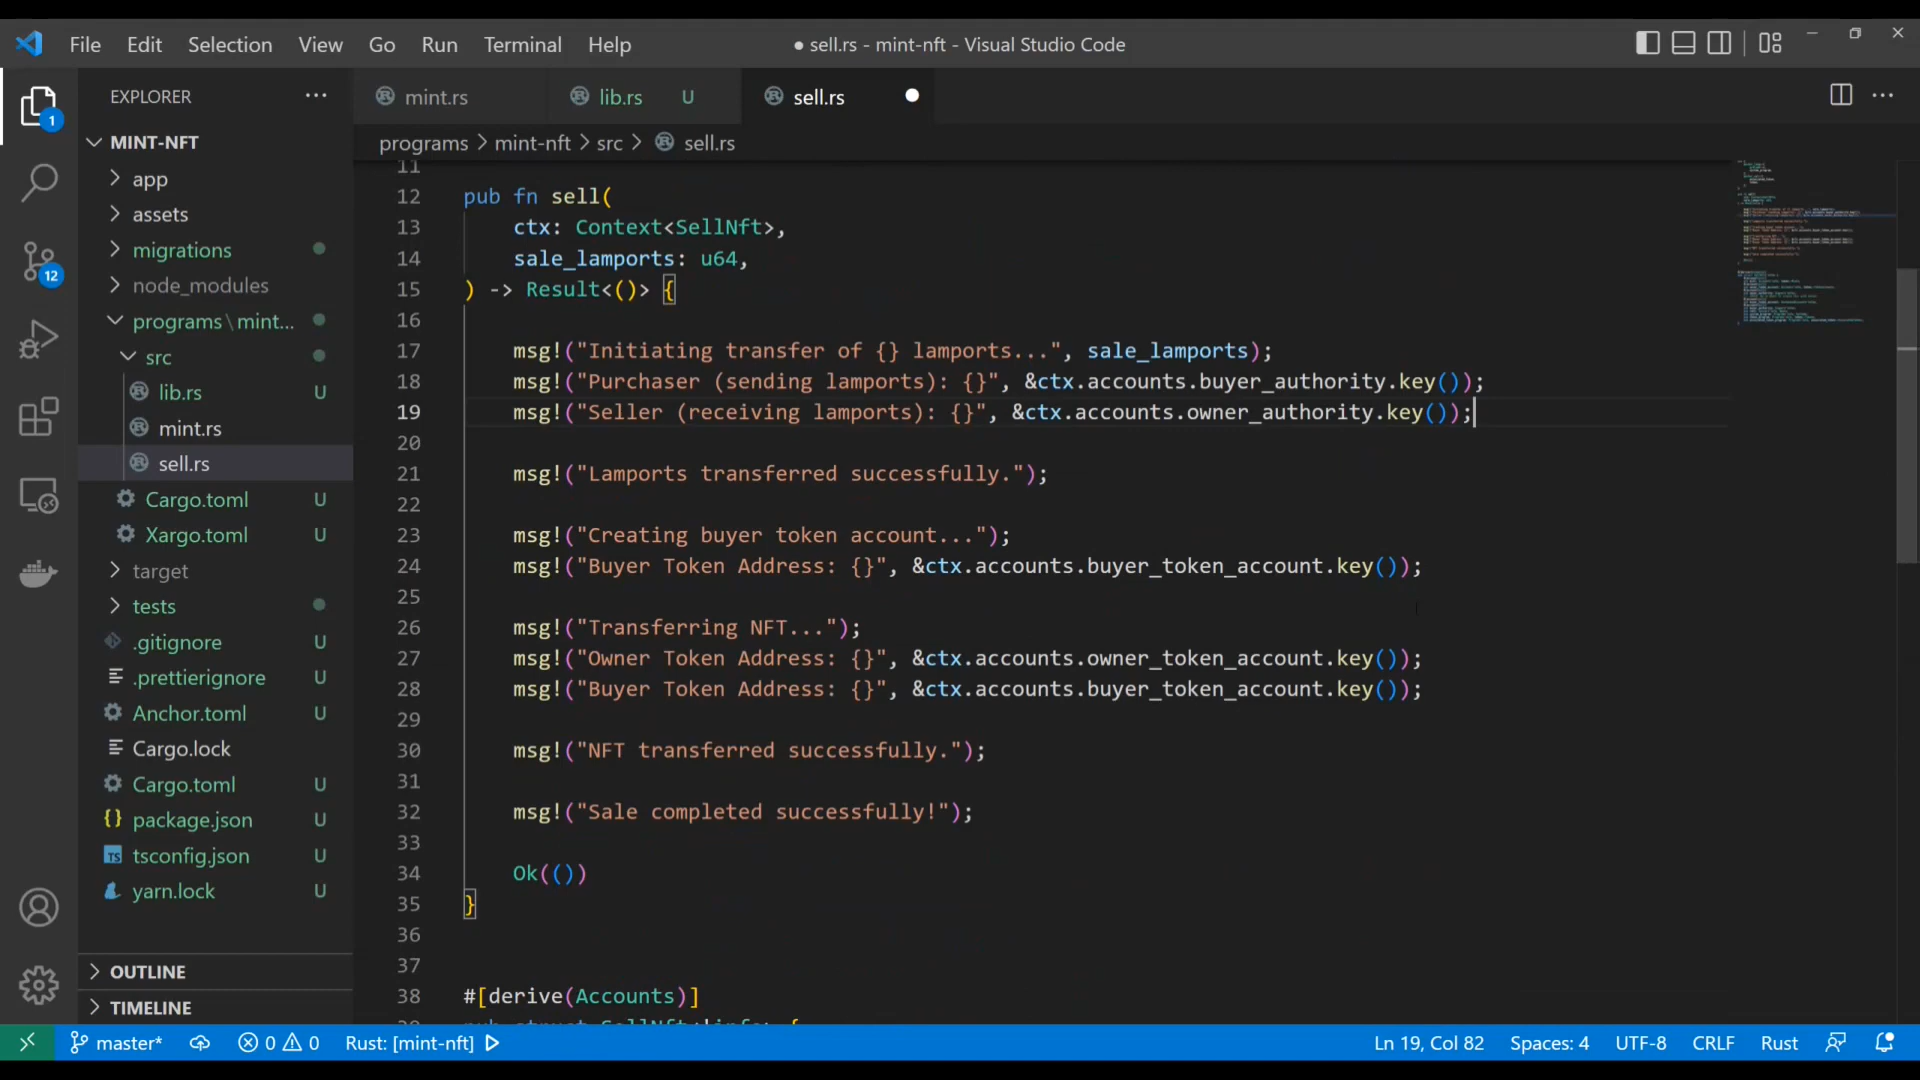 File Edit Selection View Go Run Terminal Help
● sell.rs - mint-nft - Visual Studio Code
EXPLORER
mint.rs
lib.rs U
sell.rs
programs > mint-nft > src > sell.rs
MINT-NFT
app
assets
migrations
node_modules
programs\mint...
src
lib.rs U
mint.rs
sell.rs
Cargo.toml U
Xargo.toml U
target
tests
.gitignore U
.prettierignore U
Anchor.toml U
Cargo.lock
Cargo.toml U
package.json U
tsconfig.json U
yarn.lock U
OUTLINE
TIMELINE
1
12
11
12 pub fn sell(
13 ctx: Context<SellNft>,
14 sale_lamports: u64,
15 ) -> Result<()> {
16
17 msg!("Initiating transfer of {} lamports...", sale_lamports);
18 msg!("Purchaser (sending lamports): {}", &ctx.accounts.buyer_authority.key());
19 msg!("Seller (receiving lamports): {}", &ctx.accounts.owner_authority.key());
20
21 msg!("Lamports transferred successfully.");
22
23 msg!("Creating buyer token account...");
24 msg!("Buyer Token Address: {}", &ctx.accounts.buyer_token_account.key());
25
26 msg!("Transferring NFT...");
27 msg!("Owner Token Address: {}", &ctx.accounts.owner_token_account.key());
28 msg!("Buyer Token Address: {}", &ctx.accounts.buyer_token_account.key());
29
30 msg!("NFT transferred successfully.");
31
32 msg!("Sale completed successfully!");
33
34 Ok(())
35 }
36
37
38 #[derive(Accounts)]
master* 0 0 Rust: [mint-nft] Ln 19, Col 82 Spaces: 4 UTF-8 CRLF Rust